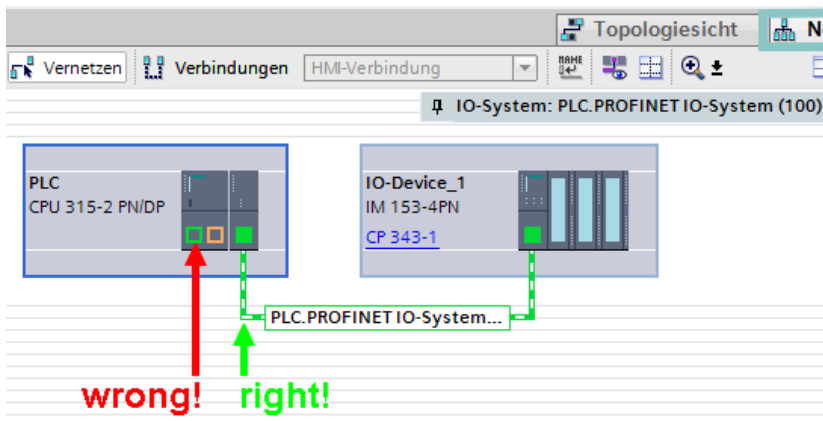 Topologiesicht
Vernetzen Verbindungen HMI-Verbindung NAME ±
IO-System: PLC.PROFINET IO-System (100)
PLC
CPU 315-2 PN/DP
IO-Device_1
IM 153-4PN
CP 343-1
PLC.PROFINET IO-System...
wrong! right!